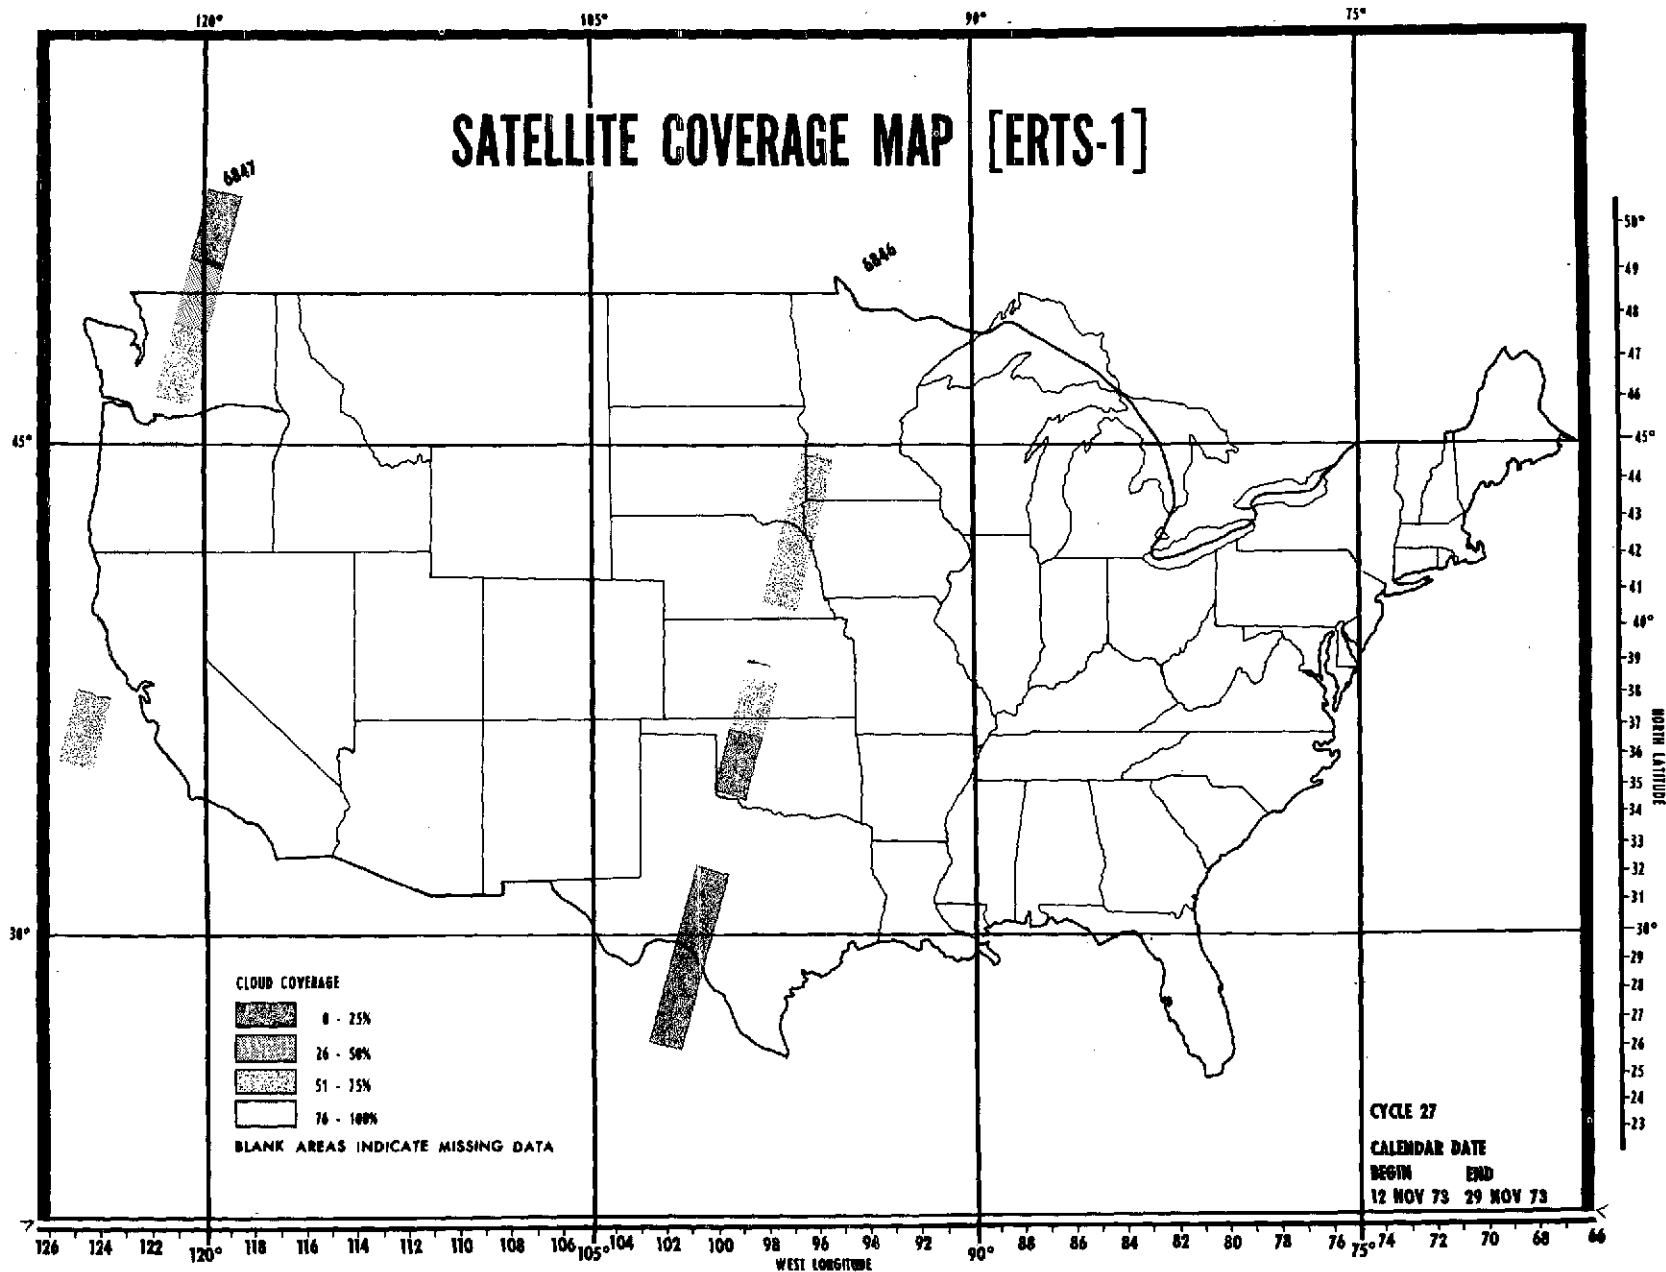 120° 105° 90° 75°
SATELLITE COVERAGE MAP [ERTS-1]
6847
6846
50°
49
48
47
46
45° 45°
44
43
42
41
40°
39
38
37
36
35
34
33
32
31
30° 30°
29
28
27
26
25
24
23
NORTH LATITUDE
CLOUD COVERAGE
0 - 25%
26 - 50%
51 - 75%
76 - 100%
BLANK AREAS INDICATE MISSING DATA
CYCLE 27
CALENDAR DATE
BEGIN END
12 NOV 73 29 NOV 73
126 124 122 120° 118 116 114 112 110 108 106 105° 104 102 100 98 96 94 92 90° 88 86 84 82 80 78 76 75° 74 72 70 68 66
WEST LONGITUDE